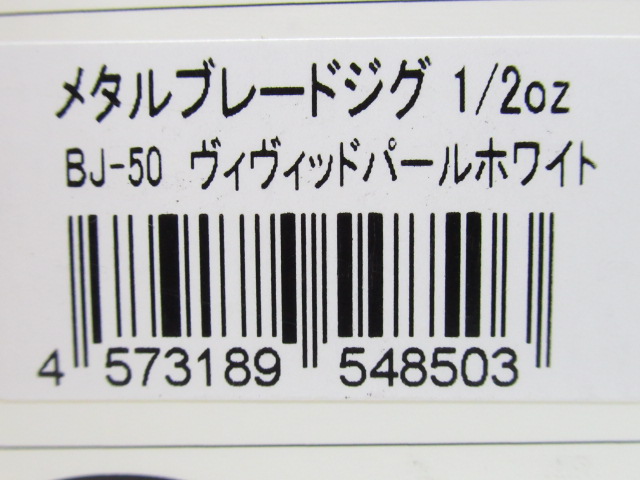 メタルブレードジグ 1/2oz
BJ-50 ヴィヴィッドパールホワイト
4 573189 548503